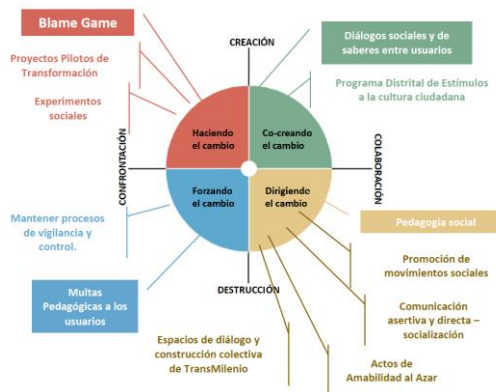 Blame Game
CREACIÓN
Diálogos sociales y de
saberes entre usuarios
Proyectos Pilotos de
Transformación
Programa Distrital de Estímulos
a la cultura ciudadana
Experimentos
sociales
Haciendo
el cambio
Co-creando
el cambio
CONFRONTACIÓN
COLABORACIÓN
Forzando
el cambio
Dirigiendo
el cambio
Mantener procesos
de vigilancia y
control.
Pedagogía social
Promoción de
movimientos sociales
Multas
Pedagógicas a los
usuarios
DESTRUCCIÓN
Comunicación
asertiva y directa –
socialización
Espacios de diálogo y
construcción colectiva
de TransMilenio
Actos de
Amabilidad al Azar